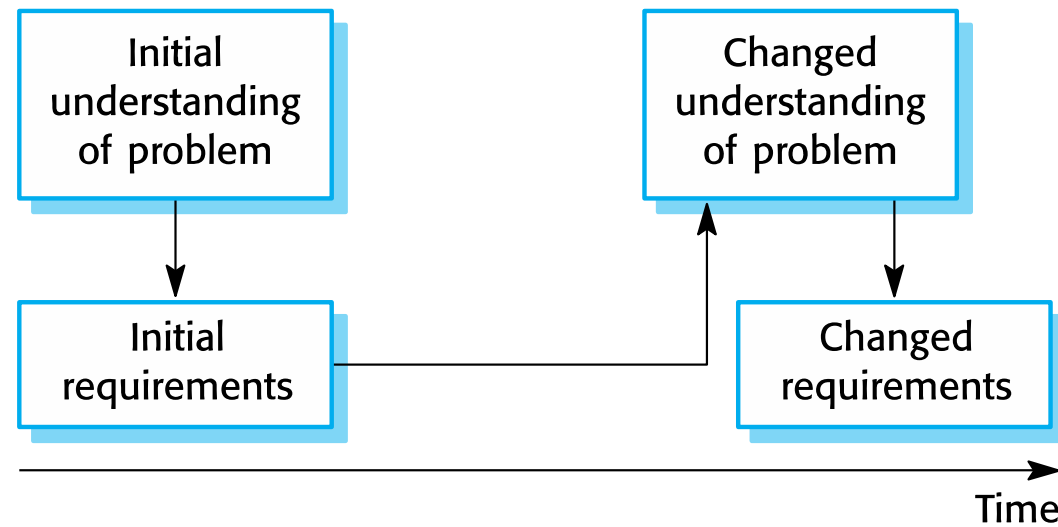 Initial
understanding
of problem
Changed
understanding
of problem
Initial
requirements
Changed
requirements
Time